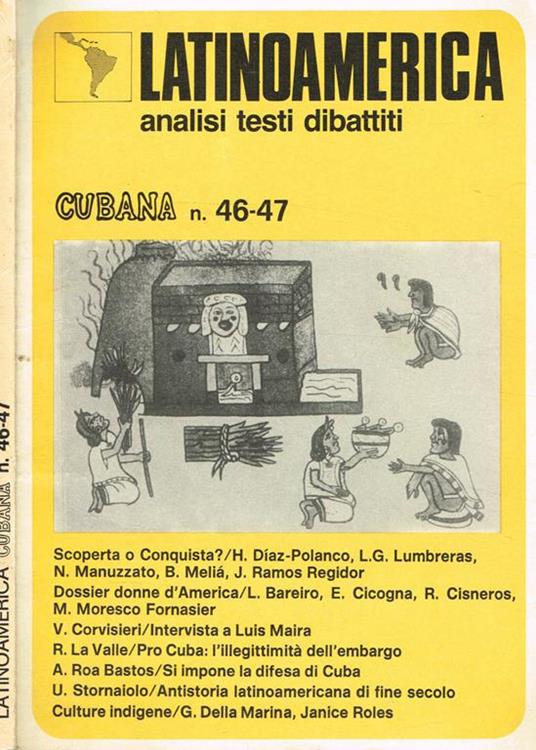 LATINOAMERICA
analisi testi dibattiti
CUBANA n. 46-47
Scoperta o Conquista?/H. Díaz-Polanco, L.G. Lumbreras,
N. Manuzzato, B. Meliá, J. Ramos Regidor
Dossier donne d'America/L. Bareiro, E. Cicogna, R. Cisneros,
M. Moresco Fornasier
V. Corvisieri/Intervista a Luis Maira
R. La Valle/Pro Cuba: l'illegittimità dell'embargo
A. Roa Bastos/Si impone la difesa di Cuba
U. Stornaiolo/Antistoria latinoamericana di fine secolo
Culture indigene/G. Della Marina, Janice Roles
LATINOAMERICA CUBANA n. 46-47